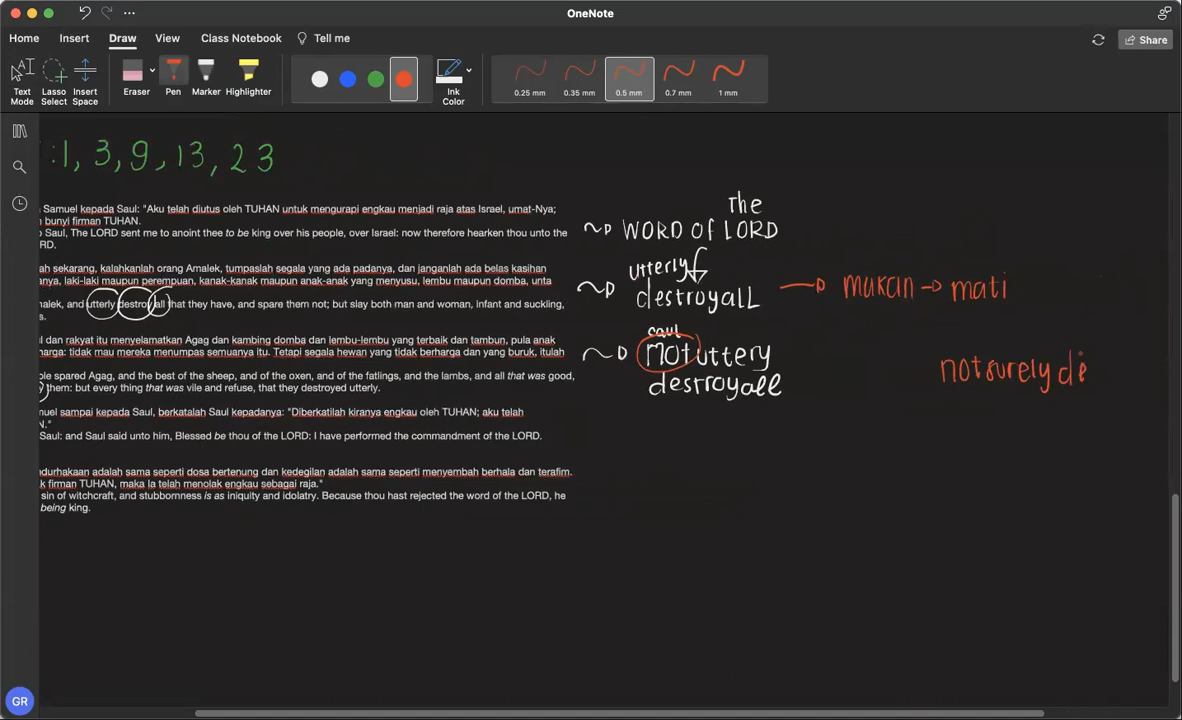 OneNote
Home Insert Draw View Class Notebook Tell me
Share
Text Mode
Lasso Select
Insert Space
Eraser
Pen
Marker
Highlighter
Ink Color
0.25 mm 0.35 mm 0.5 mm 0.7 mm 1 mm
:1, 3, 9, 13, 23
Samuel kepada Saul: "Aku telah diutus oleh TUHAN untuk mengurapi engkau menjadi raja atas Israel, umat-Nya;
bunyi firman TUHAN.
Saul, The LORD sent me to anoint thee to be king over his people, over Israel: now therefore hearken thou unto the
RD.
ah sekarang, kalahkanlah orang Amalek, tumpaslah segala yang ada padanya, dan janganlah ada belas kasihan
anya, laki-laki maupun perempuan, kanak-kanak maupun anak-anak yang menyusu, lembu maupun domba, unta
malek, and utterly destroy all that they have, and spare them not; but slay both man and woman, infant and suckling,
s.
ul dan rakyat itu menyelamatkan Agag dan kambing domba dan lembu-lembu yang terbaik dan tambun, pula anak
harga: tidak mau mereka menumpas semuanya itu. Tetapi segala hewan yang tidak berharga dan yang buruk, itulah
ple spared Agag, and the best of the sheep, and of the oxen, and of the fatlings, and the lambs, and all that was good,
them: but every thing that was vile and refuse, that they destroyed utterly.
uel sampai kepada Saul, berkatalah Saul kepadanya: "Diberkatilah kiranya engkau oleh TUHAN; aku telah
N."
Saul: and Saul said unto him, Blessed be thou of the LORD: I have performed the commandment of the LORD.
ndurhakaan adalah sama seperti dosa bertenung dan kedegilan adalah sama seperti menyembah berhala dan terafim.
k firman TUHAN, maka Ia telah menolak engkau sebagai raja."
sin of witchcraft, and stubbornness is as iniquity and idolatry. Because thou hast rejected the word of the LORD, he
being king.
the
WORD of LORD
utterly
destroy all
makan → mati
saul
not uttery
destroy all
not surely di
GR